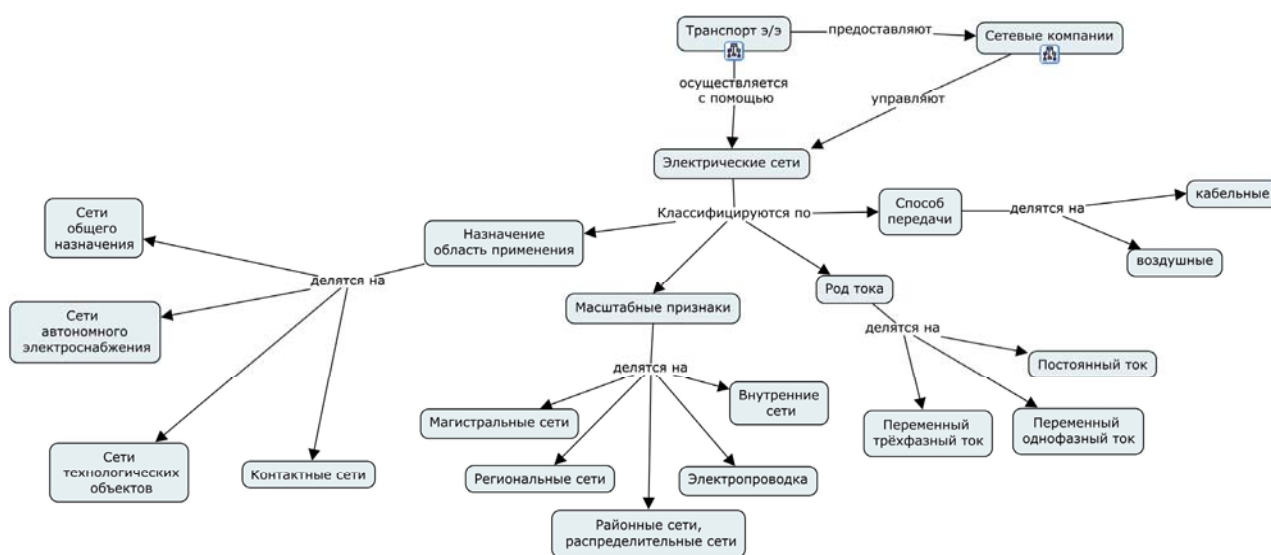 Транспорт э/э
предоставляют
Сетевые компании
осуществляется
с помощью
управляют
Электрические сети
Классифицируются по
Способ
передачи
делятся на
кабельные
воздушные
Назначение
область применения
Сети
общего
назначения
делятся на
Сети
автономного
электроснабжения
Сети
технологических
объектов
Контактные сети
Масштабные признаки
делятся на
Магистральные сети
Региональные сети
Районные сети,
распределительные сети
Электропроводка
Внутренние
сети
Род тока
делятся на
Постоянный ток
Переменный
трёхфазный ток
Переменный
однофазный ток